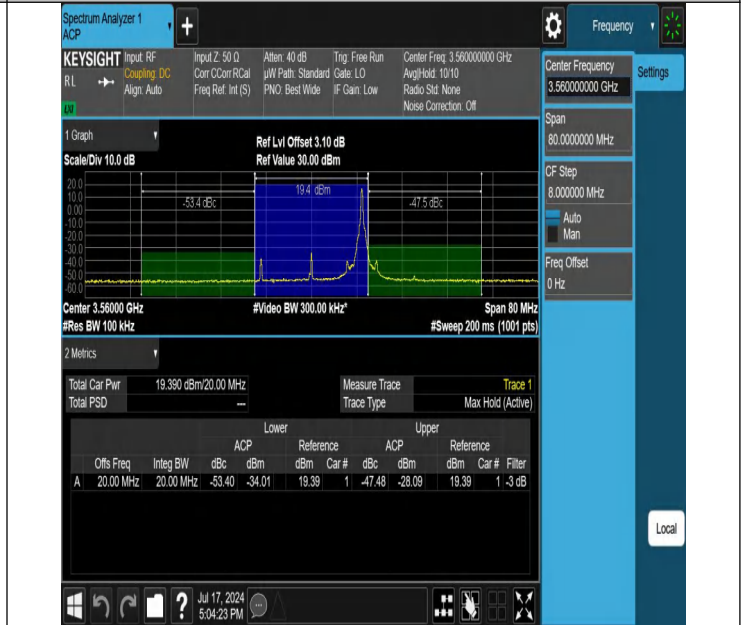 Spectrum Analyzer 1
ACP
Frequency
KEYSIGHT Input: RF Input Z: 50 Ω Atten: 40 dB Trig: Free Run Center Freq: 3.560000000 GHz
RL Coupling: DC Corr CCorr RCal µW Path: Standard Gate: LO Avg|Hold: 10/10
Align: Auto Freq Ref: Int (S) PNO: Best Wide IF Gain: Low Radio Std: None
LXI Noise Correction: Off
Center Frequency
3.560000000 GHz
Settings
Span
80.0000000 MHz
CF Step
8.000000 MHz
Auto
Man
Freq Offset
0 Hz
1 Graph
Ref Lvl Offset 3.10 dB
Scale/Div 10.0 dB Ref Value 30.00 dBm
20.0
10.0
0.00
-10.0
-20.0
-30.0
-40.0
-50.0
-60.0
-53.4 dBc 19.4 dBm -47.5 dBc
Center 3.56000 GHz #Video BW 300.00 kHz* Span 80 MHz
#Res BW 100 kHz #Sweep 200 ms (1001 pts)
2 Metrics
Total Car Pwr 19.390 dBm/20.00 MHz Measure Trace Trace 1
Total PSD --- Trace Type Max Hold (Active)
Lower Upper
ACP Reference ACP Reference
Offs Freq Integ BW dBc dBm dBm Car # dBc dBm dBm Car # Filter
A 20.00 MHz 20.00 MHz -53.40 -34.01 19.39 1 -47.48 -28.09 19.39 1 -3 dB
Local
? Jul 17, 2024
5:04:23 PM